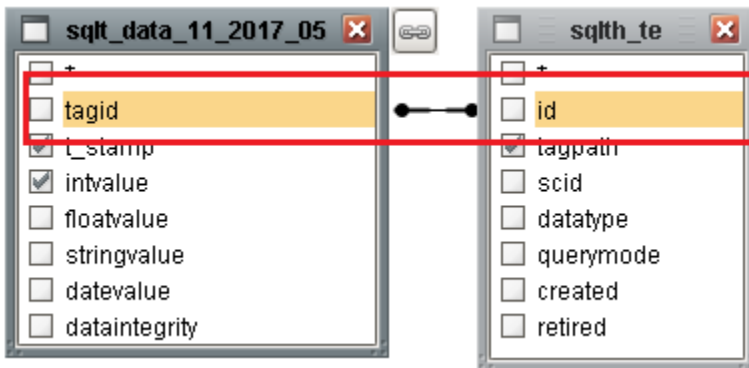 sqlt_data_11_2017_05
*
tagid
t_stamp
intvalue
floatvalue
stringvalue
datevalue
dataintegrity
sqlth_te
*
id
tagpath
scid
datatype
querymode
created
retired